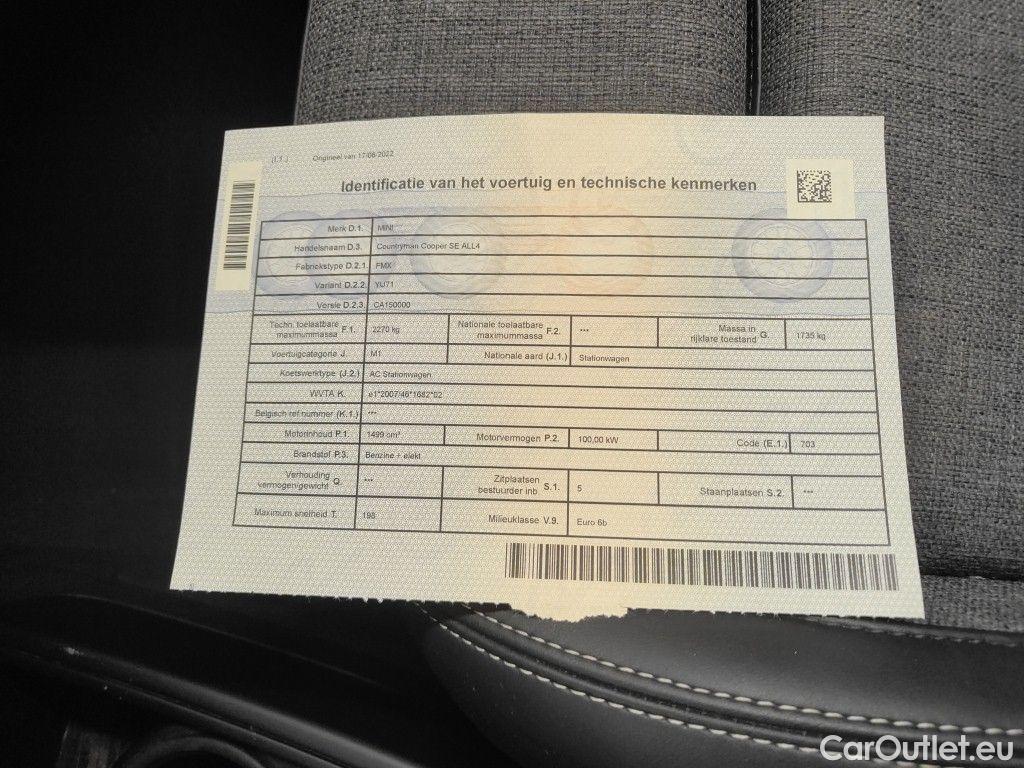 (I.1.) Origineel van 17/06/2022
Identificatie van het voertuig en technische kenmerken
Merk D.1. MINI
Handelsnaam D.3. Countryman Cooper SE ALL4
Fabriekstype D.2.1. FMX
Variant D.2.2. YU71
Versie D.2.3. CA150000
Techn. toelaatbare maximummassa F.1. 2270 kg Nationale toelaatbare maximummassa F.2. *** Massa in rijklare toestand G. 1735 kg
Voertuigcategorie J. M1 Nationale aard (J.1.) Stationwagen
Koetswerktype (J.2.) AC Stationwagen
WVTA K. e1*2007/46*1682*02
Belgisch ref.nummer (K.1.) ***
Motorinhoud P.1. 1499 cm³ Motorvermogen P.2. 100,00 kW Code (E.1.) 703
Brandstof P.3. Benzine + elekt
Verhouding vermogen/gewicht Q. *** Zitplaatsen bestuurder inb. S.1. 5 Staanplaatsen S.2. ***
Maximum snelheid T. 198 Milieuklasse V.9. Euro 6b
CarOutlet.eu